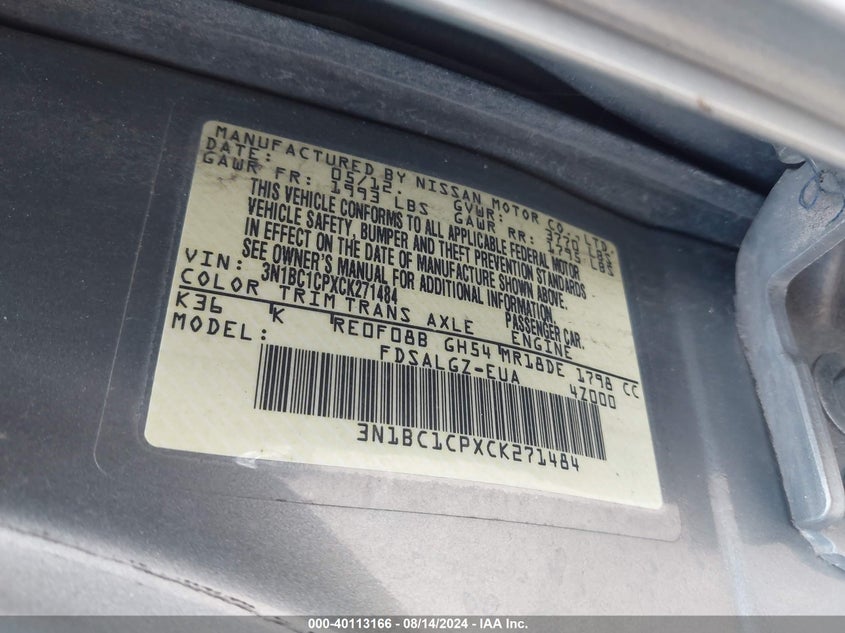 MANUFACTURED BY NISSAN MOTOR CO., LTD.
DATE: 05/12. GVWR: 3720 LBS
GAWR FR: 1993 LBS GAWR RR: 1795 LBS
THIS VEHICLE CONFORMS TO ALL APPLICABLE FEDERAL MOTOR
VEHICLE SAFETY, BUMPER AND THEFT PREVENTION STANDARDS
IN EFFECT ON THE DATE OF MANUFACTURE SHOWN ABOVE.
SEE OWNER'S MANUAL FOR ADDITIONAL INFORMATION.
VIN: 3N1BC1CPXCK271484 PASSENGER CAR.
COLOR TRIM TRANS AXLE ENGINE
K36 K RE0F08B GH54 MR18DE 1798 CC
MODEL: FDSALGZ-EUA 4Z000
3N1BC1CPXCK271484
000-40113166 - 08/14/2024 - IAA Inc.